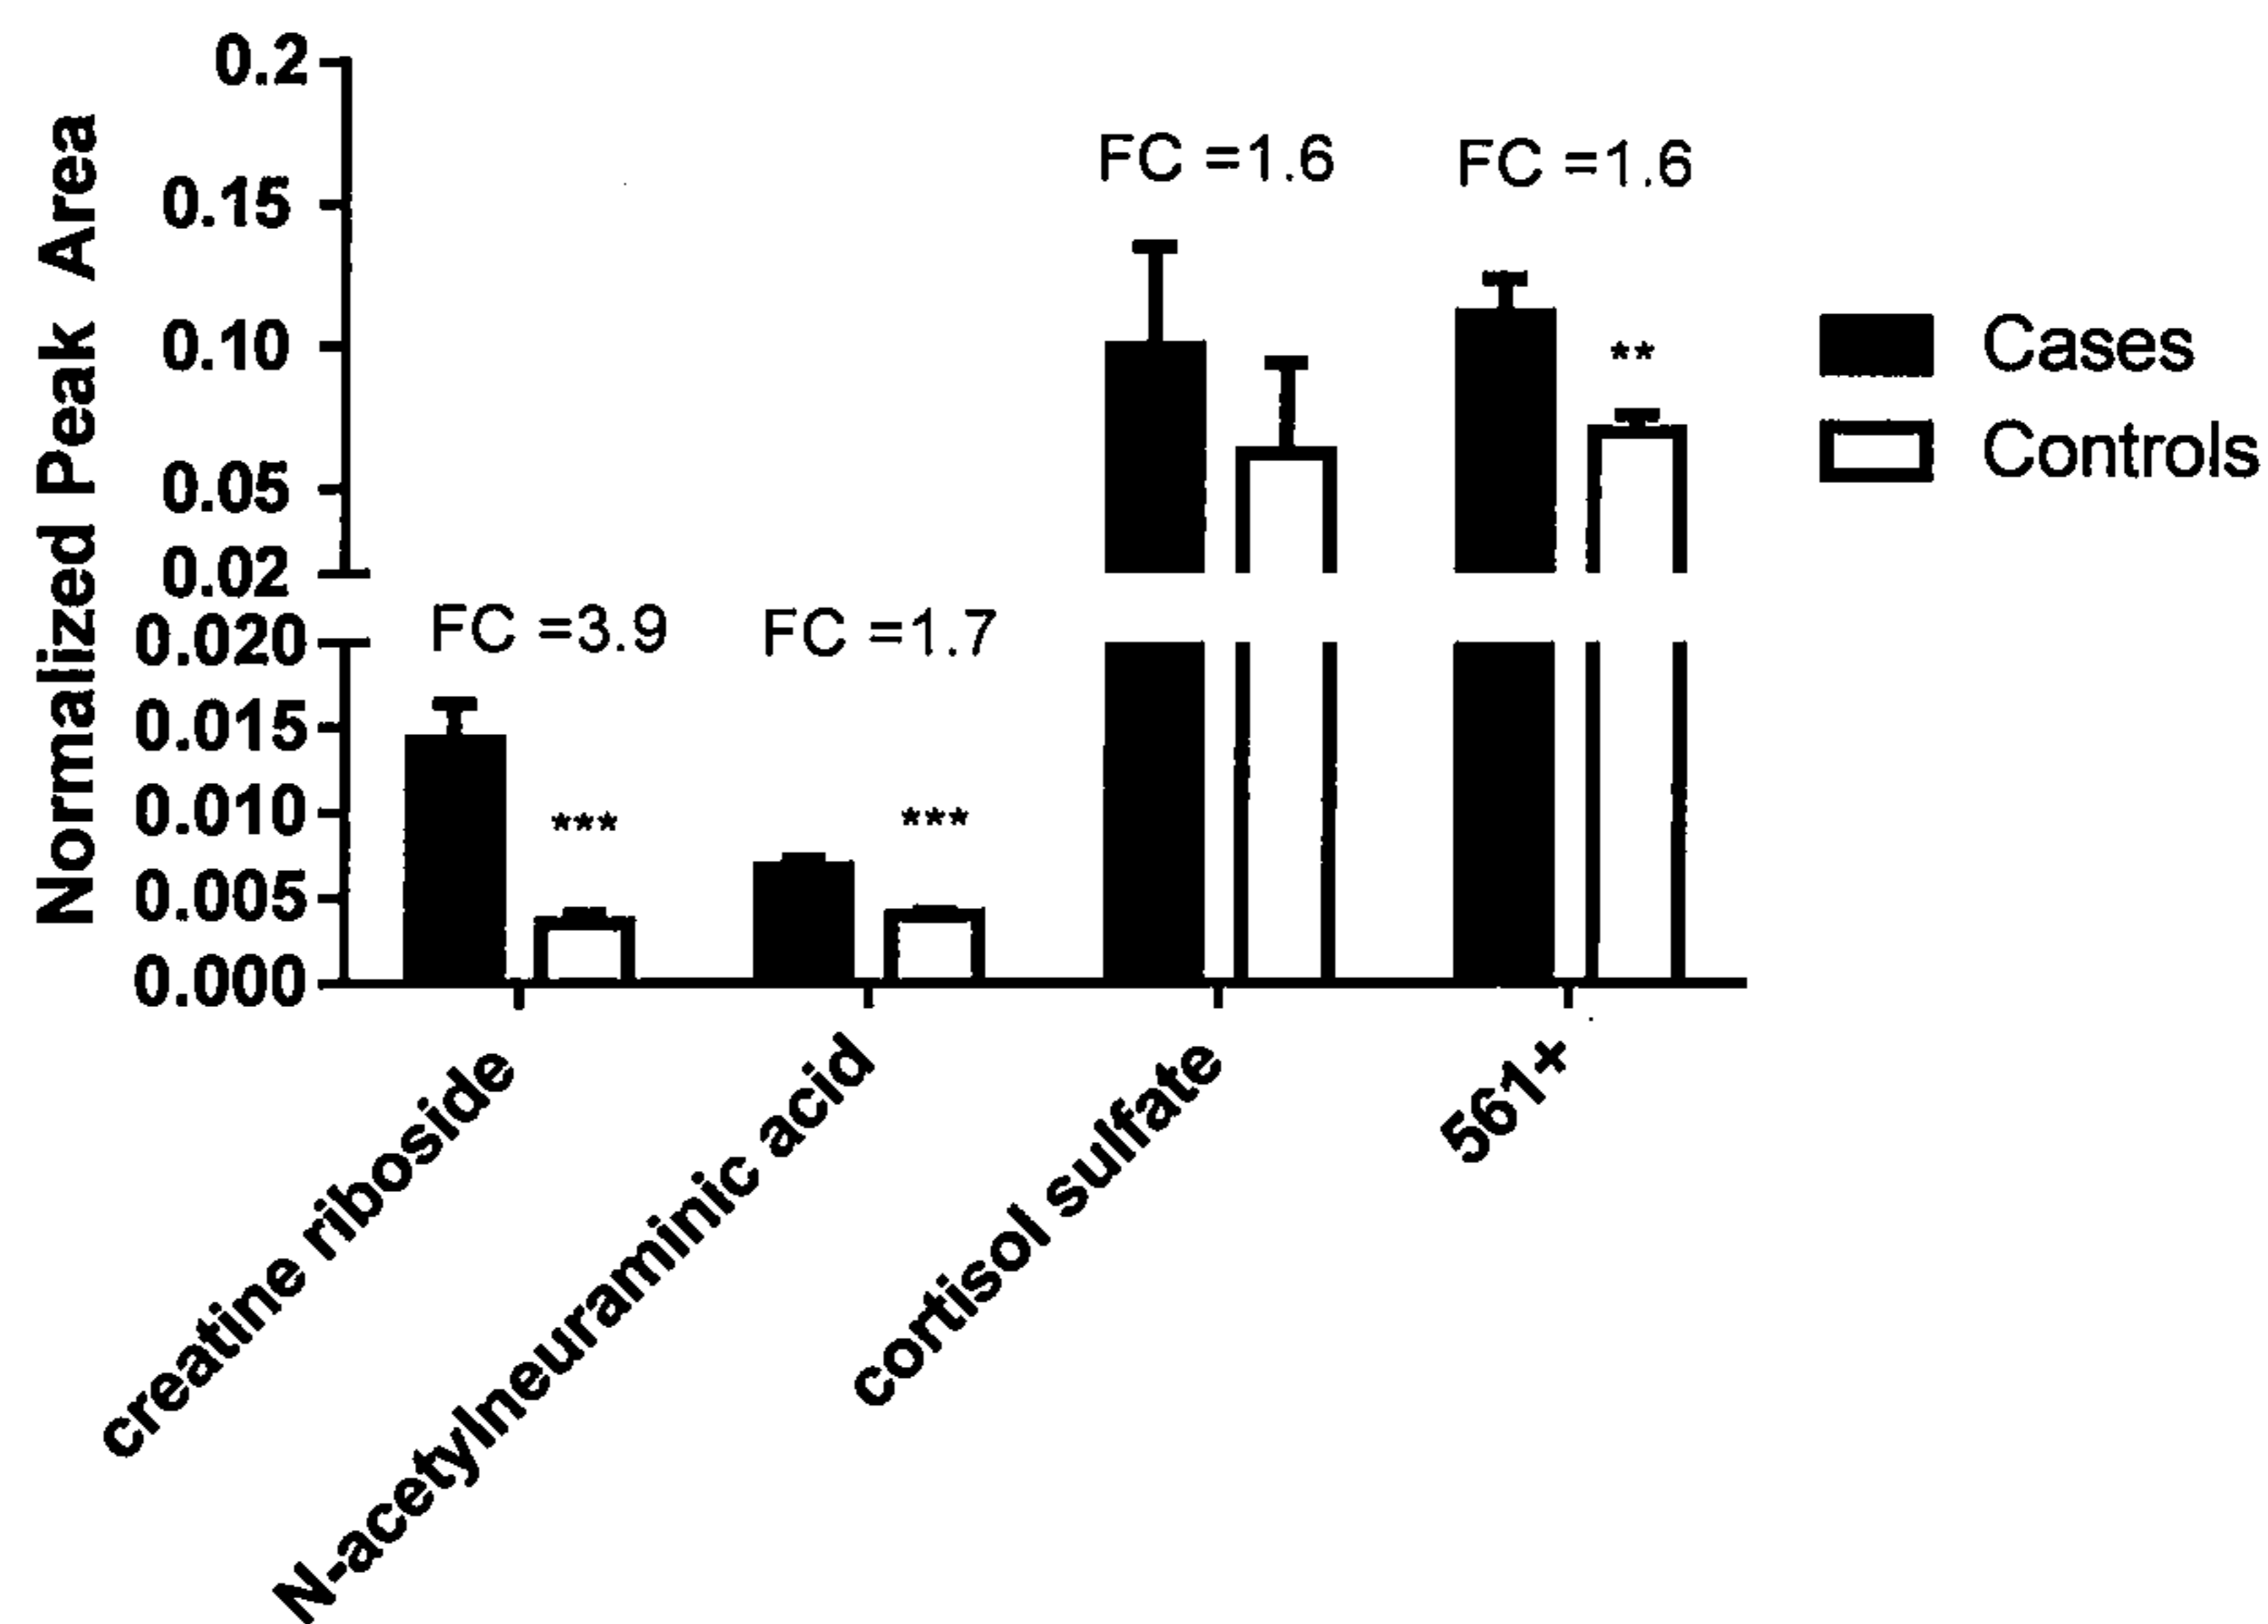 Normalized Peak Area
0.2
0.15
0.10
0.05
0.02
0.020
0.015
0.010
0.005
0.000
FC =3.9
FC =1.7
FC =1.6
FC =1.6
***
***
**
Cases
Controls
creatine riboside
N-acetylneuraminic acid
cortisol sulfate
561+